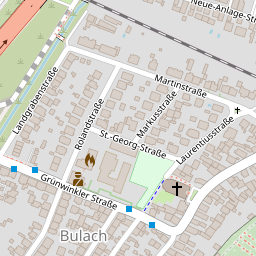 Neue-Anlage-Str
Martinstraße
Landgrabenstraße
Rolandstraße
Markusstraße
Laurentiusstraße
St.-Georg-Straße
Grünwinkler Straße
Bulach